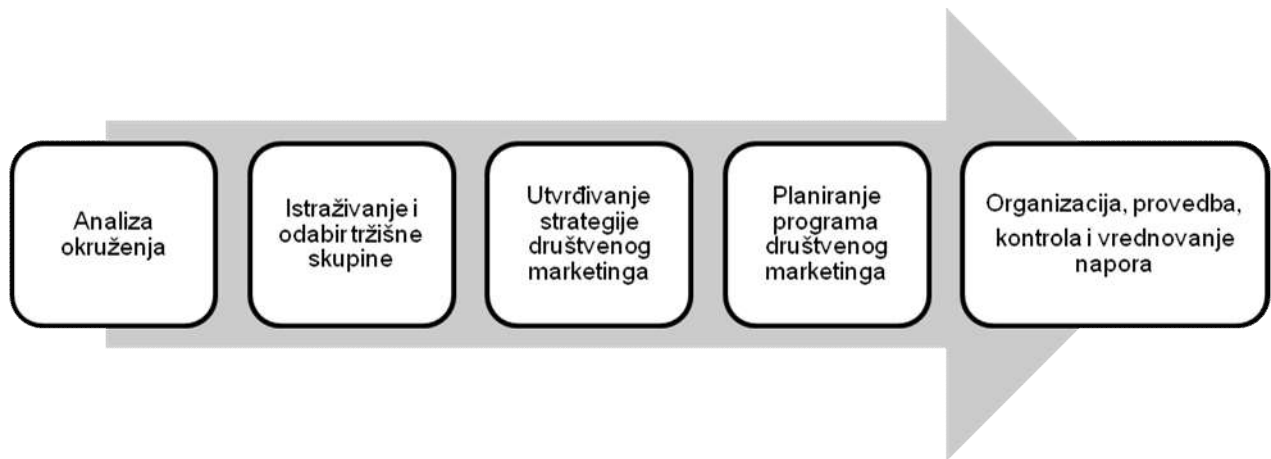 Analiza
okruženja
Istraživanje i
odabir tržišne
skupine
Utvrđivanje
strategije
društvenog
marketinga
Planiranje
programa
društvenog
marketinga
Organizacija, provedba,
kontrola i vrednovanje
napora